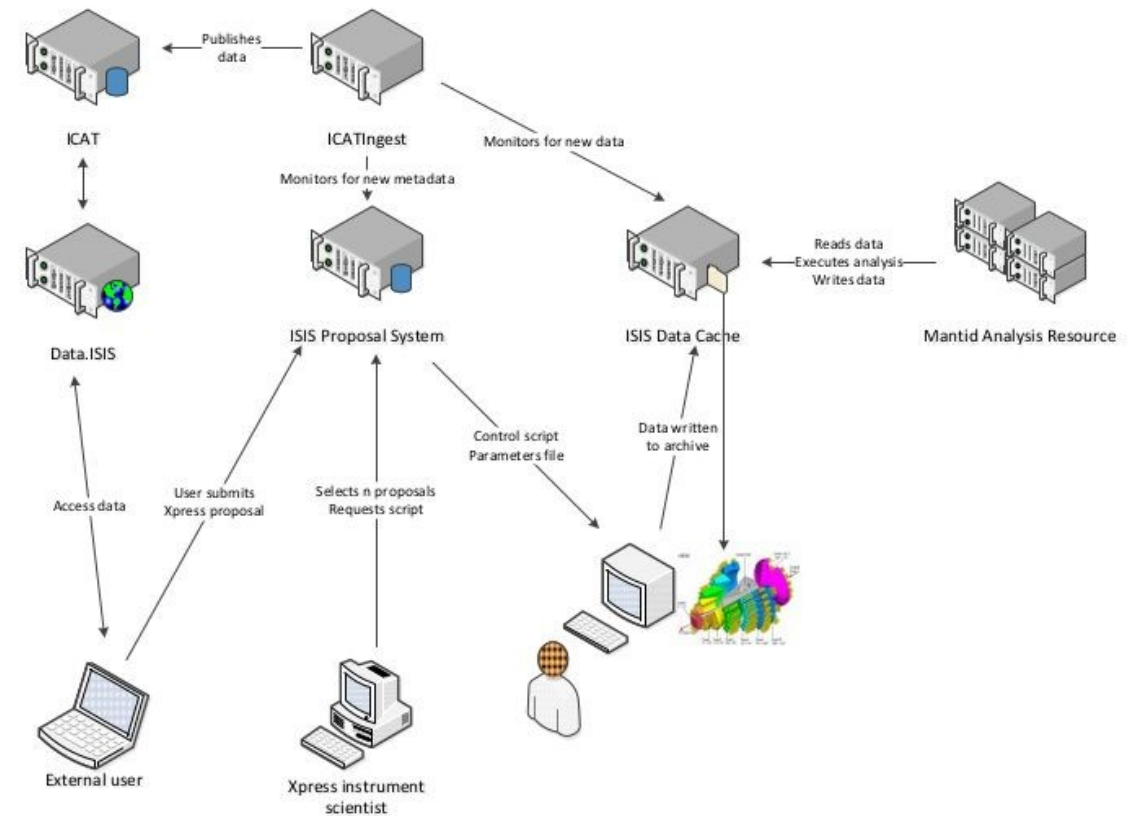 Publishes
data
ICAT
ICATIngest
Monitors for new data
Monitors for new metadata
Reads data
Executes analysis
Writes data
Data.ISIS
ISIS Proposal System
ISIS Data Cache
Mantid Analysis Resource
Control script
Parameters file
Data written
to archive
Access data
User submits
Xpress proposal
Selects n proposals
Requests script
External user
Xpress instrument
scientist